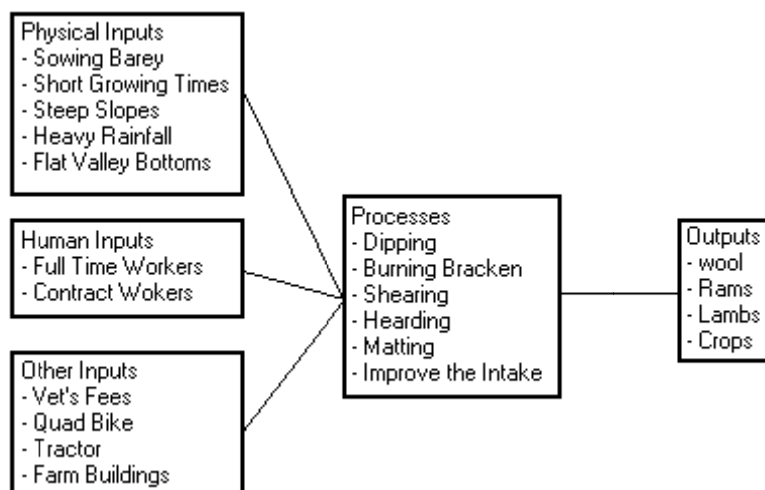 Physical Inputs
- Sowing Barey
- Short Growing Times
- Steep Slopes
- Heavy Rainfall
- Flat Valley Bottoms
Human Inputs
- Full Time Workers
- Contract Wokers
Other Inputs
- Vet's Fees
- Quad Bike
- Tractor
- Farm Buildings
Processes
- Dipping
- Burning Bracken
- Shearing
- Hearding
- Matting
- Improve the Intake
Outputs
- wool
- Rams
- Lambs
- Crops